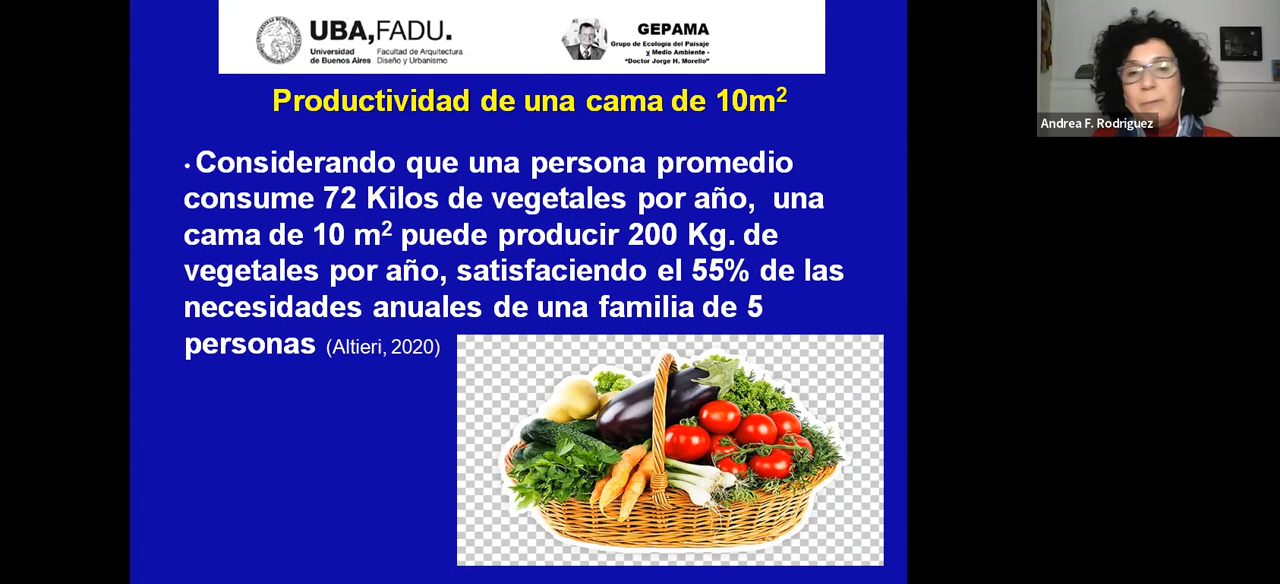 UBA,FADU.
Universidad de Buenos Aires
Facultad de Arquitectura Diseño y Urbanismo
GEPAMA
Grupo de Ecología del Paisaje
y Medio Ambiente -
"Doctor Jorge H. Morello"
Andrea F. Rodriguez
Productividad de una cama de 10m²
• Considerando que una persona promedio
consume 72 Kilos de vegetales por año, una
cama de 10 m² puede producir 200 Kg. de
vegetales por año, satisfaciendo el 55% de las
necesidades anuales de una familia de 5
personas (Altieri, 2020)